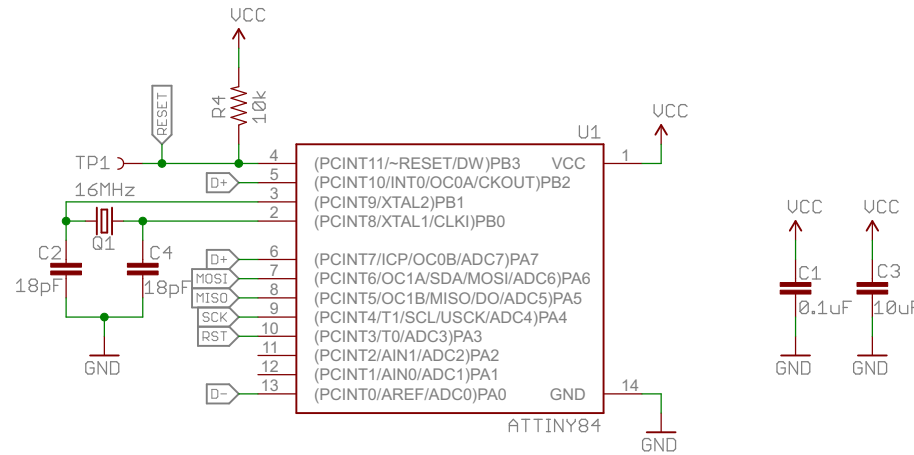 VCC
R4
10k
RESET
TP1
U1
VCC
4
(PCINT11/~RESET/DW)PB3
VCC
1
D+
5
(PCINT10/INT0/OC0A/CKOUT)PB2
16MHz
3
(PCINT9/XTAL2)PB1
2
(PCINT8/XTAL1/CLKI)PB0
Q1
C2
18pF
C4
18pF
GND
D+
6
(PCINT7/ICP/OC0B/ADC7)PA7
MOSI
7
(PCINT6/OC1A/SDA/MOSI/ADC6)PA6
MISO
8
(PCINT5/OC1B/MISO/DO/ADC5)PA5
SCK
9
(PCINT4/T1/SCL/USCK/ADC4)PA4
RST
10
(PCINT3/T0/ADC3)PA3
11
(PCINT2/AIN1/ADC2)PA2
12
(PCINT1/AIN0/ADC1)PA1
D-
13
(PCINT0/AREF/ADC0)PA0
GND
14
ATTINY84
GND
VCC
C1
0.1uF
GND
VCC
C3
10uF
GND